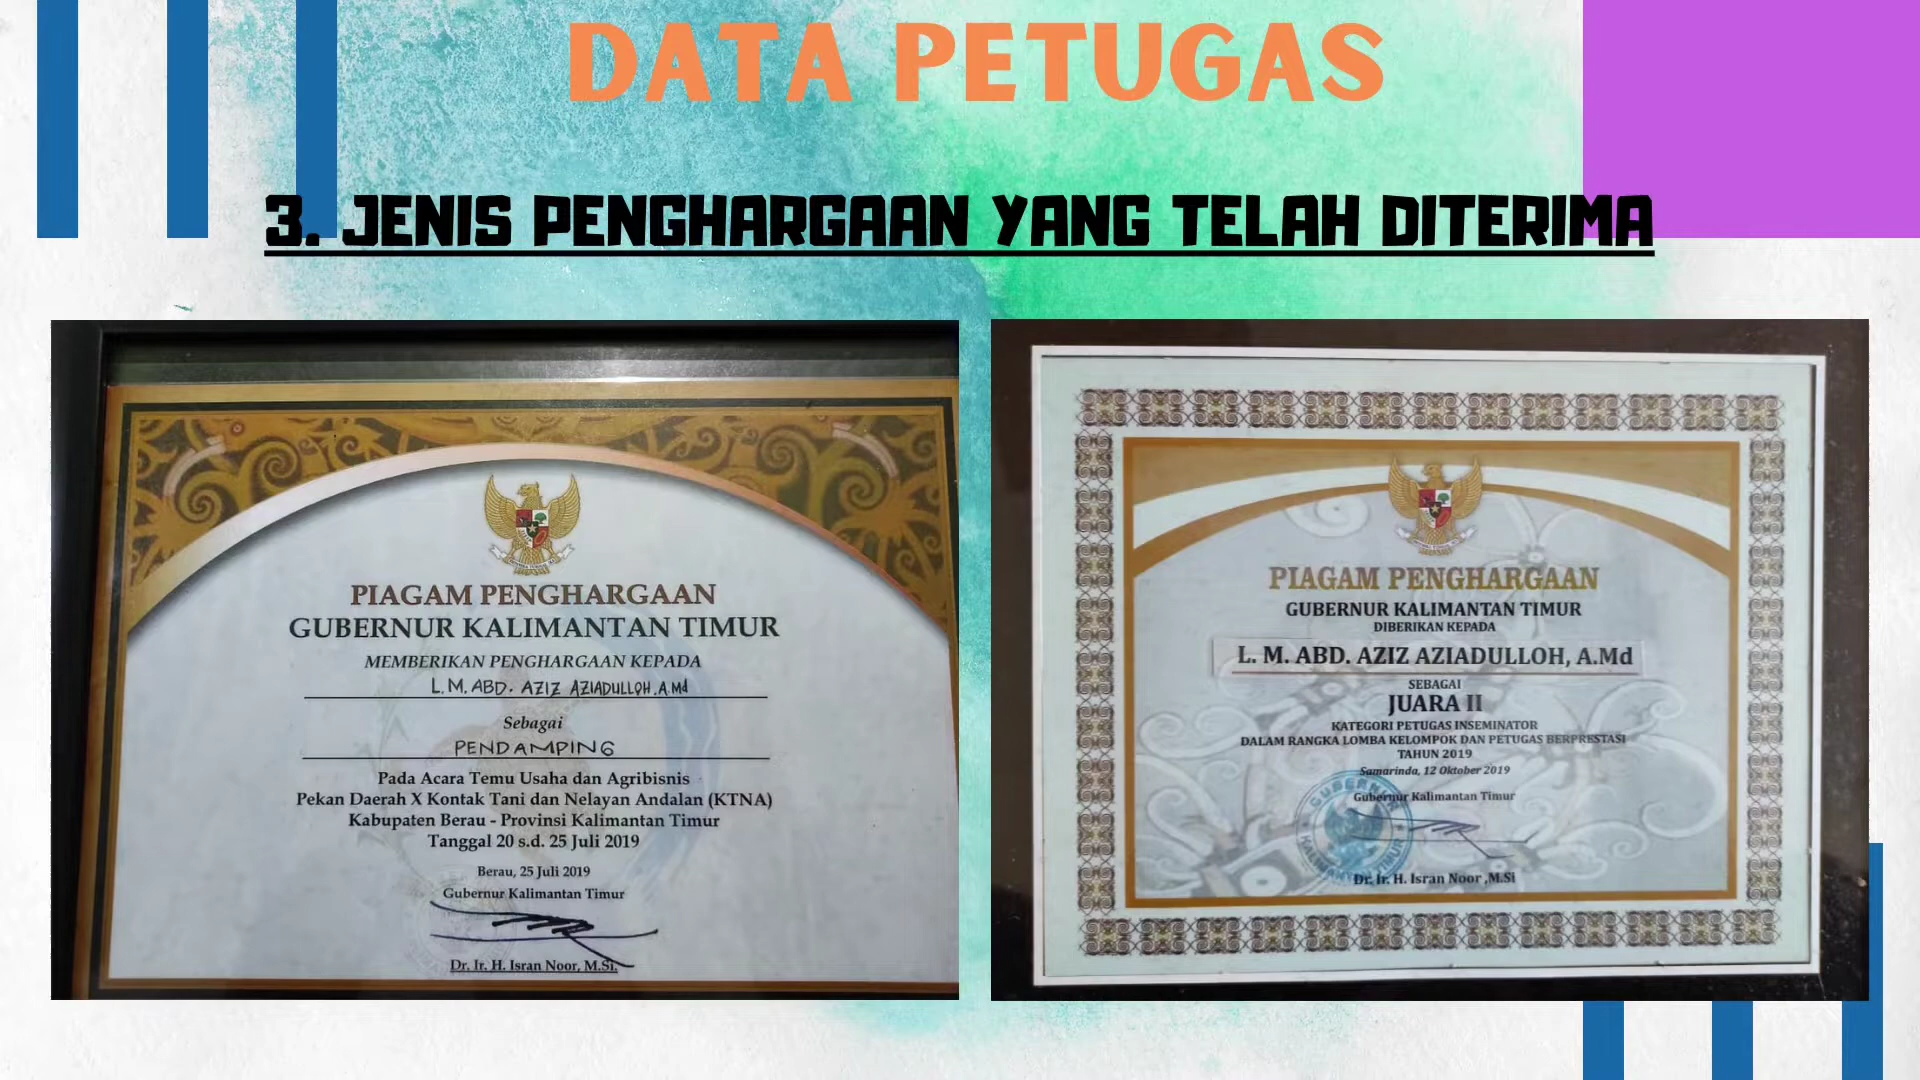 DATA PETUGAS
3. JENIS PENGHARGAAN YANG TELAH DITERIMA
PIAGAM PENGHARGAAN
GUBERNUR KALIMANTAN TIMUR
MEMBERIKAN PENGHARGAAN KEPADA
L.M. ABD. AZIZ AZIADULLOH.A.Md
Sebagai
PENDAMPING
Pada Acara Temu Usaha dan Agribisnis
Pekan Daerah X Kontak Tani dan Nelayan Andalan (KTNA)
Kabupaten Berau - Provinsi Kalimantan Timur
Tanggal 20 s.d. 25 Juli 2019
Berau, 25 Juli 2019
Gubernur Kalimantan Timur
Dr. Ir. H. Isran Noor, M.Si.
PIAGAM PENGHARGAAN
GUBERNUR KALIMANTAN TIMUR
DIBERIKAN KEPADA
L. M. ABD. AZIZ AZIADULLOH, A.Md
SEBAGAI
JUARA II
KATEGORI PETUGAS INSEMINATOR
DALAM RANGKA LOMBA KELOMPOK DAN PETUGAS BERPRESTASI
TAHUN 2019
Samarinda, 12 Oktober 2019
Gubernur Kalimantan Timur
GUBERNUR
KALIMANTAN TIMUR
Dr. Ir. H. Isran Noor ,M.Si